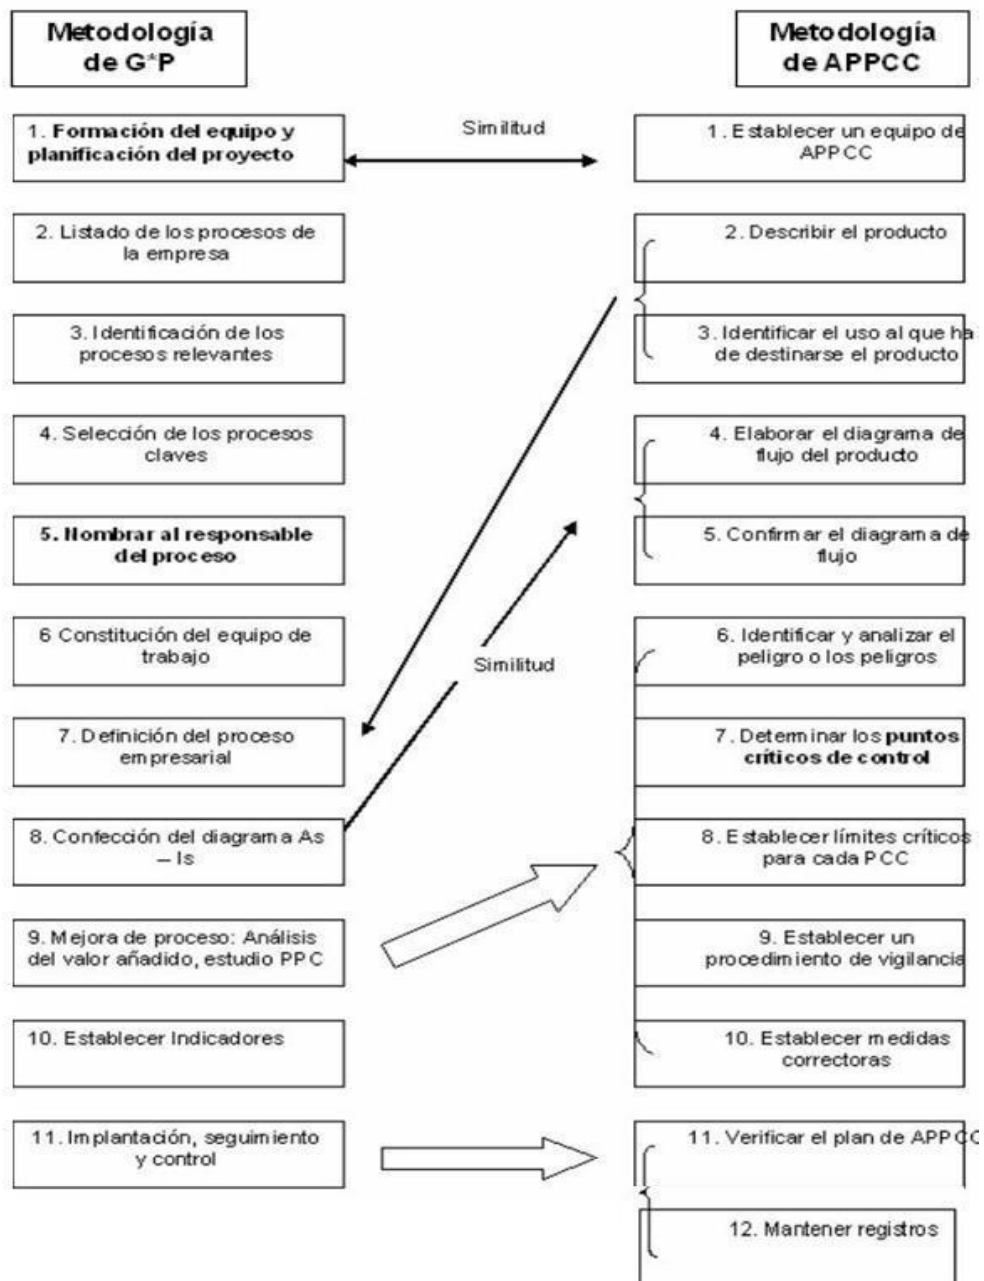 Metodología
de G*P
Metodología
de APPCC
1. Formación del equipo y
planificación del proyecto
Similitud
1. Establecer un equipo de
APPCC
2. Listado de los procesos de
la empresa
2. Describir el producto
3. Identificación de los
procesos relevantes
3. Identificar el uso al que ha
de destinarse el producto
4. Selección de los procesos
claves
4. Elaborar el diagrama de
flujo del producto
5. Nombrar al responsable
del proceso
5. Confirmar el diagrama de
flujo
6 Constitución del equipo de
trabajo
Similitud
6. Identificar y analizar el
peligro o los peligros
7. Definición del proceso
empresarial
7. Determinar los puntos
críticos de control
8. Confección del diagrama As
– Is
8. Establecer límites críticos
para cada PCC
9. Mejora de proceso: Análisis
del valor añadido, estudio PPC
9. Establecer un
procedimiento de vigilancia
10. Establecer Indicadores
10. Establecer medidas
correctoras
11. Implantación, seguimiento
y control
11. Verificar el plan de APPCC
12. Mantener registros